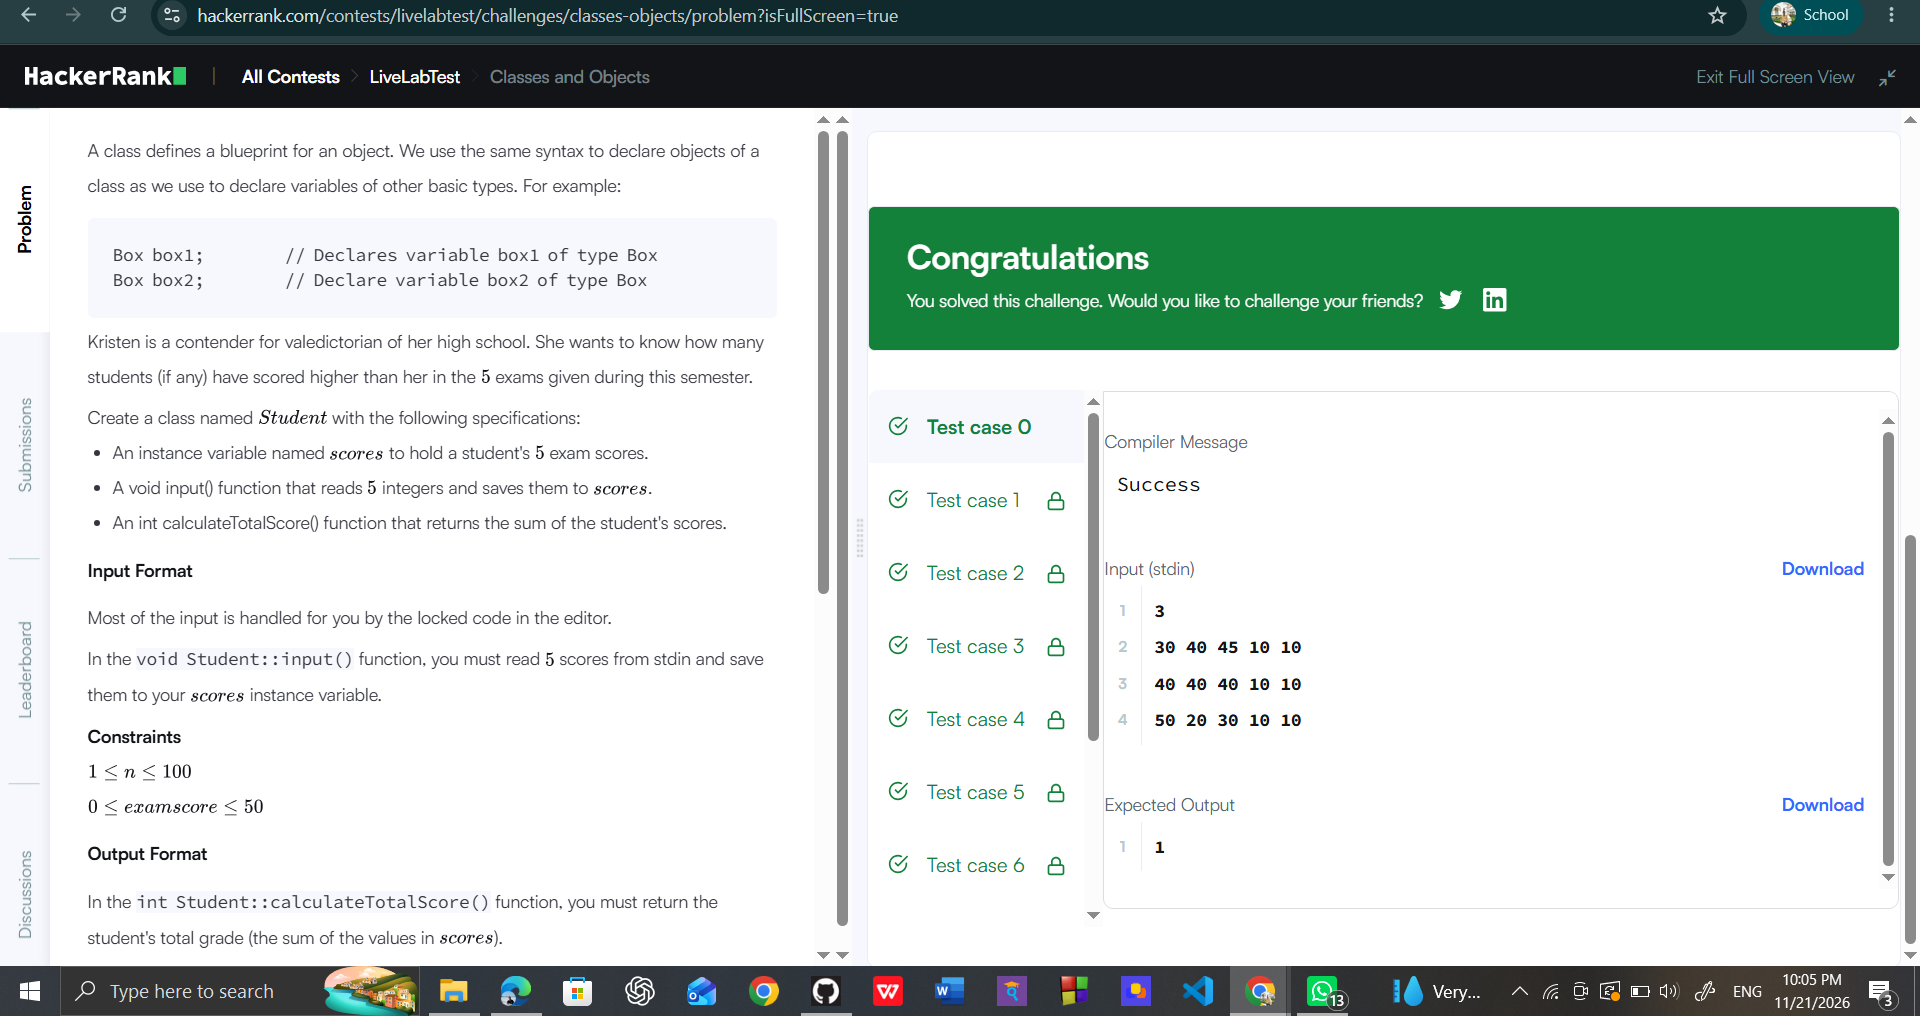 hackerrank.com/contests/livelabtest/challenges/classes-objects/problem?isFullScreen=true
School
HackerRank
All Contests
LiveLabTest
Classes and Objects
Exit Full Screen View
Problem
Submissions
Leaderboard
Discussions
A class defines a blueprint for an object. We use the same syntax to declare objects of a
class as we use to declare variables of other basic types. For example:
Box box1; // Declares variable box1 of type Box
Box box2; // Declare variable box2 of type Box
Kristen is a contender for valedictorian of her high school. She wants to know how many
students (if any) have scored higher than her in the 5 exams given during this semester.
Create a class named Student with the following specifications:
• An instance variable named scores to hold a student's 5 exam scores.
• A void input() function that reads 5 integers and saves them to scores.
• An int calculateTotalScore() function that returns the sum of the student's scores.
Input Format
Most of the input is handled for you by the locked code in the editor.
In the void Student::input() function, you must read 5 scores from stdin and save
them to your scores instance variable.
Constraints
1 ≤ n ≤ 100
0 ≤ examscore ≤ 50
Output Format
In the int Student::calculateTotalScore() function, you must return the
student's total grade (the sum of the values in scores).
Congratulations
You solved this challenge. Would you like to challenge your friends?
Test case 0
Test case 1
Test case 2
Test case 3
Test case 4
Test case 5
Test case 6
Compiler Message
Success
Input (stdin)
Download
1 3
2 30 40 45 10 10
3 40 40 40 10 10
4 50 20 30 10 10
Expected Output
Download
1 1
Type here to search
13
Very...
ENG
10:05 PM
11/21/2026
3